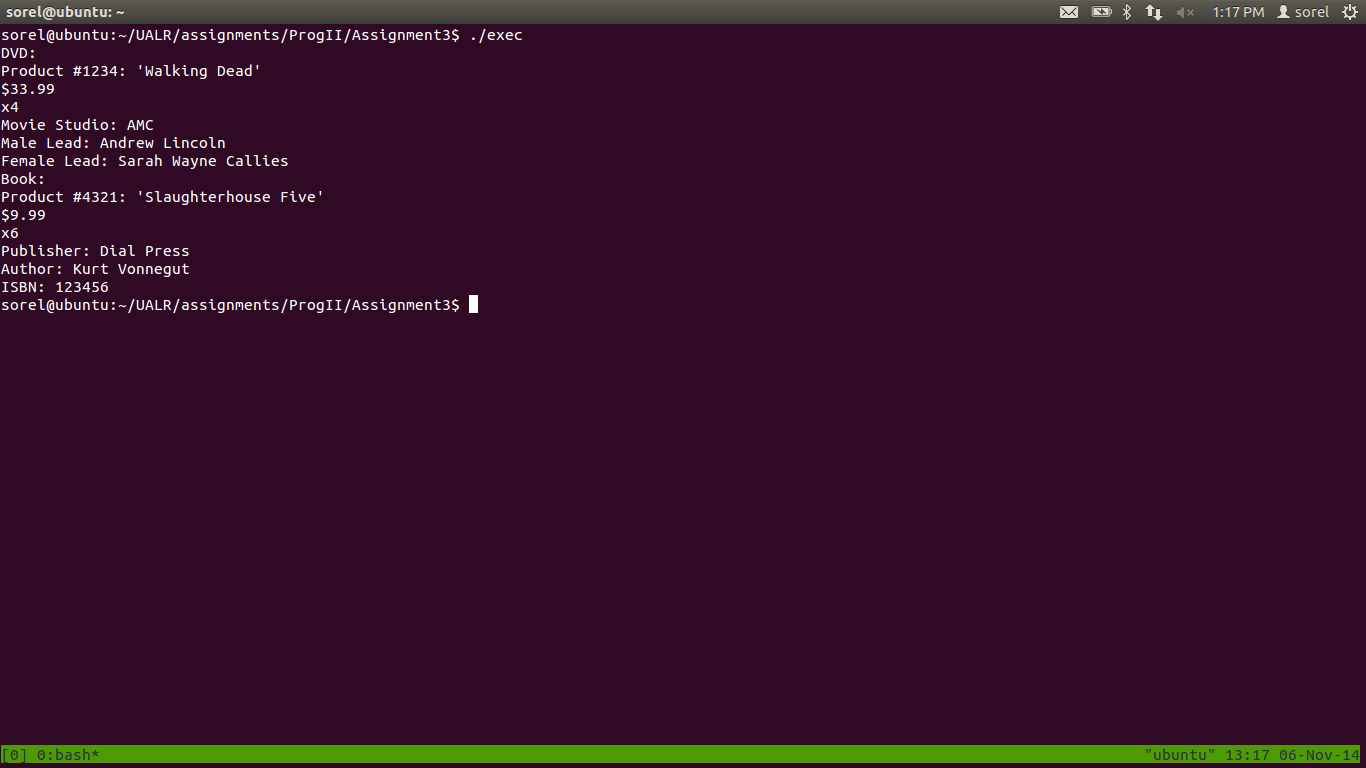 sorel@ubuntu: ~
1:17 PM sorel
sorel@ubuntu:~/UALR/assignments/ProgII/Assignment3$ ./exec
DVD:
Product #1234: 'Walking Dead'
$33.99
x4
Movie Studio: AMC
Male Lead: Andrew Lincoln
Female Lead: Sarah Wayne Callies
Book:
Product #4321: 'Slaughterhouse Five'
$9.99
x6
Publisher: Dial Press
Author: Kurt Vonnegut
ISBN: 123456
sorel@ubuntu:~/UALR/assignments/ProgII/Assignment3$
[0] 0:bash* "ubuntu" 13:17 06-Nov-14